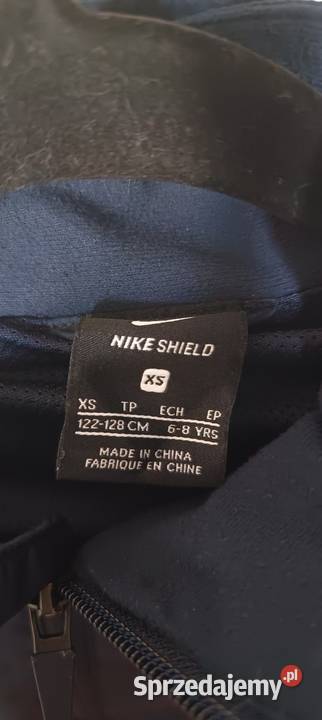 NIKE SHIELD
XS
XS TP ECH EP
122-128 CM 6-8 YRS
MADE IN CHINA
FABRIQUE EN CHINE
Sprzedajemy.pl